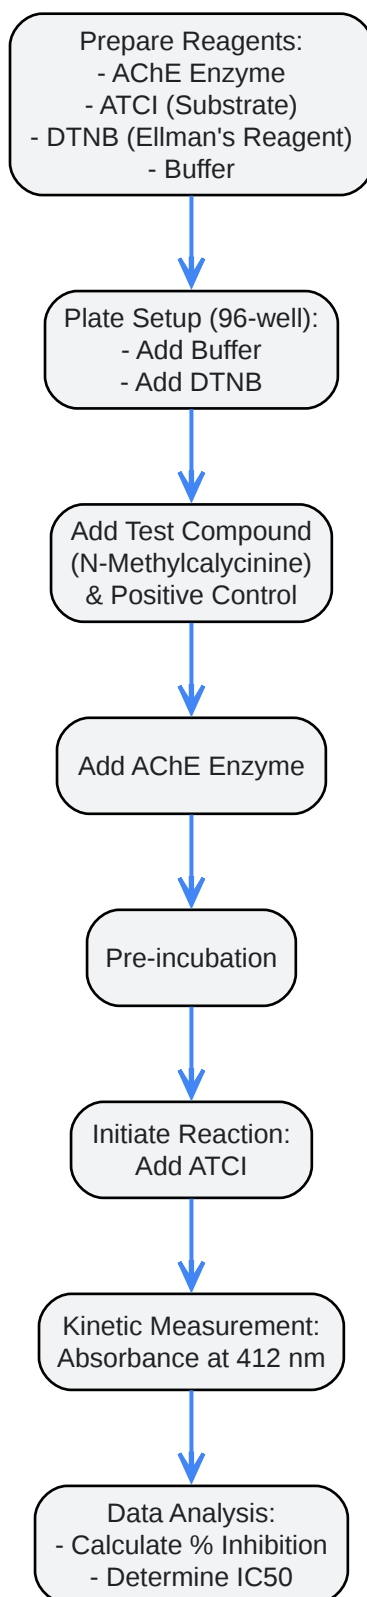 Prepare Reagents:
- AChE Enzyme
- ATCI (Substrate)
- DTNB (Ellman's Reagent)
- Buffer
Plate Setup (96-well):
- Add Buffer
- Add DTNB
Add Test Compound
(N-Methylcalycinine)
& Positive Control
Add AChE Enzyme
Pre-incubation
Initiate Reaction:
Add ATCI
Kinetic Measurement:
Absorbance at 412 nm
Data Analysis:
- Calculate % Inhibition
- Determine IC50